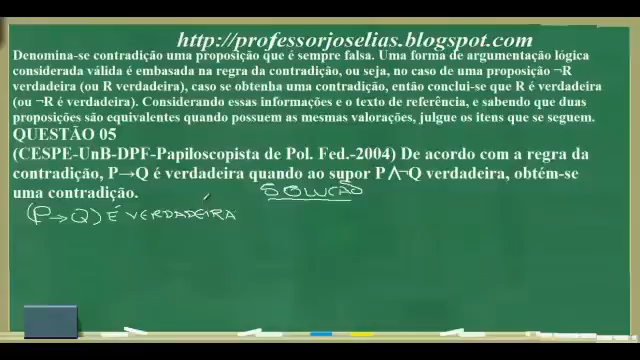 http://professorjoselias.blogspot.com
Denomina-se contradição uma proposição que é sempre falsa. Uma forma de argumentação lógica
considerada válida é embasada na regra da contradição, ou seja, no caso de uma proposição ¬R
verdadeira (ou R verdadeira), caso se obtenha uma contradição, então conclui-se que R é verdadeira
(ou ¬R é verdadeira). Considerando essas informações e o texto de referência, e sabendo que duas
proposições são equivalentes quando possuem as mesmas valorações, julgue os itens que se seguem.
QUESTÃO 05
(CESPE-UnB-DPF-Papiloscopista de Pol. Fed.-2004) De acordo com a regra da
contradição, P→Q é verdadeira quando ao supor P∧¬Q verdadeira, obtém-se
uma contradição.
SOLUCÃO
(P→Q) É VERDADEIRA